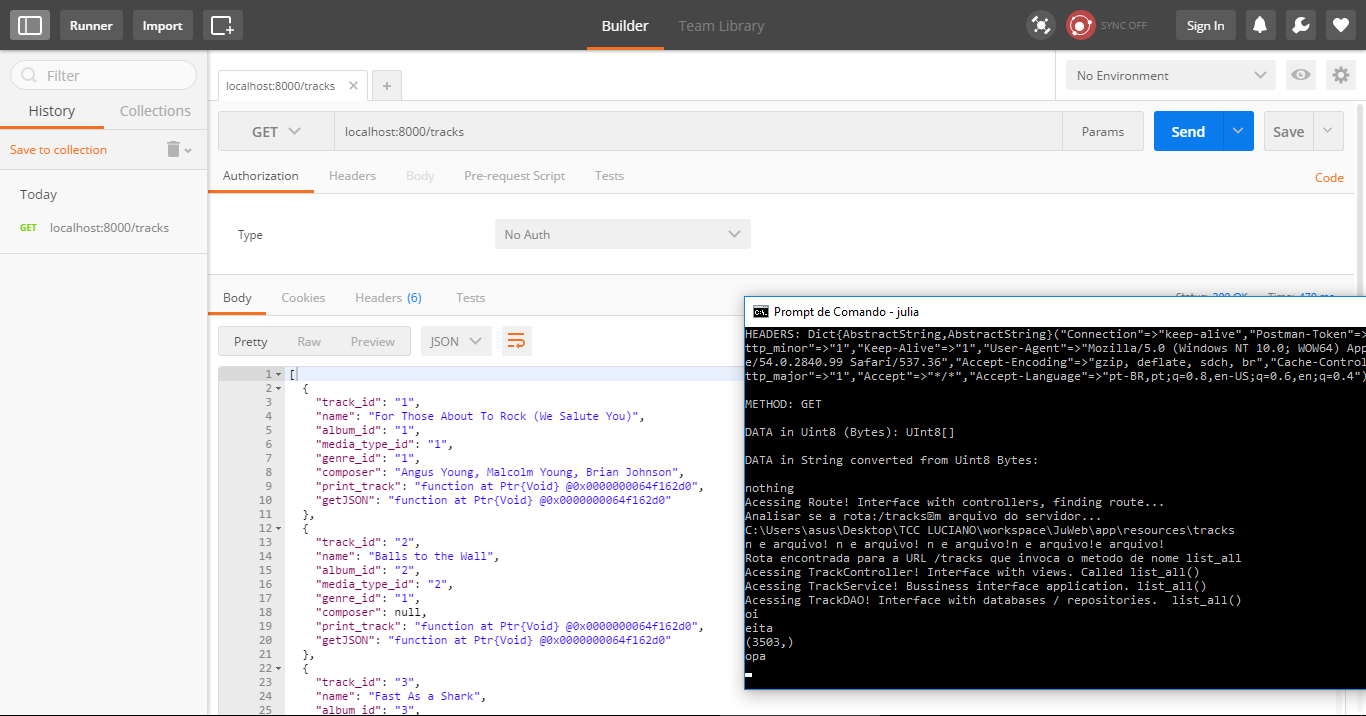 Runner Import Builder Team Library SYNC OFF Sign In
Filter
History Collections
Save to collection
Today
GET localhost:8000/tracks
localhost:8000/tracks
No Environment
GET localhost:8000/tracks Params Send Save
Authorization Headers Body Pre-request Script Tests Code
Type No Auth
Body Cookies Headers (6) Tests
Pretty Raw Preview JSON
1 [
2 {
3 "track_id": "1",
4 "name": "For Those About To Rock (We Salute You)",
5 "album_id": "1",
6 "media_type_id": "1",
7 "genre_id": "1",
8 "composer": "Angus Young, Malcolm Young, Brian Johnson",
9 "print_track": "function at Ptr{Void} @0x0000000064f162d0",
10 "getJSON": "function at Ptr{Void} @0x0000000064f162d0"
11 },
12 {
13 "track_id": "2",
14 "name": "Balls to the Wall",
15 "album_id": "2",
16 "media_type_id": "2",
17 "genre_id": "1",
18 "composer": null,
19 "print_track": "function at Ptr{Void} @0x0000000064f162d0",
20 "getJSON": "function at Ptr{Void} @0x0000000064f162d0"
21 },
22 {
23 "track_id": "3",
24 "name": "Fast As a Shark",
25 "album_id": "3",
Prompt de Comando - julia
HEADERS: Dict{AbstractString,AbstractString}("Connection"=>"keep-alive","Postman-Token"=>
ttp_minor"=>"1","Keep-Alive"=>"1","User-Agent"=>"Mozilla/5.0 (Windows NT 10.0; WOW64) App
e/54.0.2840.99 Safari/537.36","Accept-Encoding"=>"gzip, deflate, sdch, br","Cache-Control
ttp_major"=>"1","Accept"=>"*/*","Accept-Language"=>"pt-BR,pt;q=0.8,en-US;q=0.6,en;q=0.4")
METHOD: GET
DATA in Uint8 (Bytes): UInt8[]
DATA in String converted from Uint8 Bytes:
nothing
Acessing Route! Interface with controllers, finding route...
Analisar se a rota:/tracks�m arquivo do servidor...
C:\Users\asus\Desktop\TCC LUCIANO\workspace\JuWeb\app\resources\tracks
n e arquivo! n e arquivo! n e arquivo!n e arquivo!e arquivo!
Rota encontrada para a URL /tracks que invoca o metodo de nome list_all
Acessing TrackController! Interface with views. Called list_all()
Acessing TrackService! Bussiness interface application. list_all()
Acessing TrackDAO! Interface with databases / repositories.  list_all()
oi
eita
(3503,)
opa